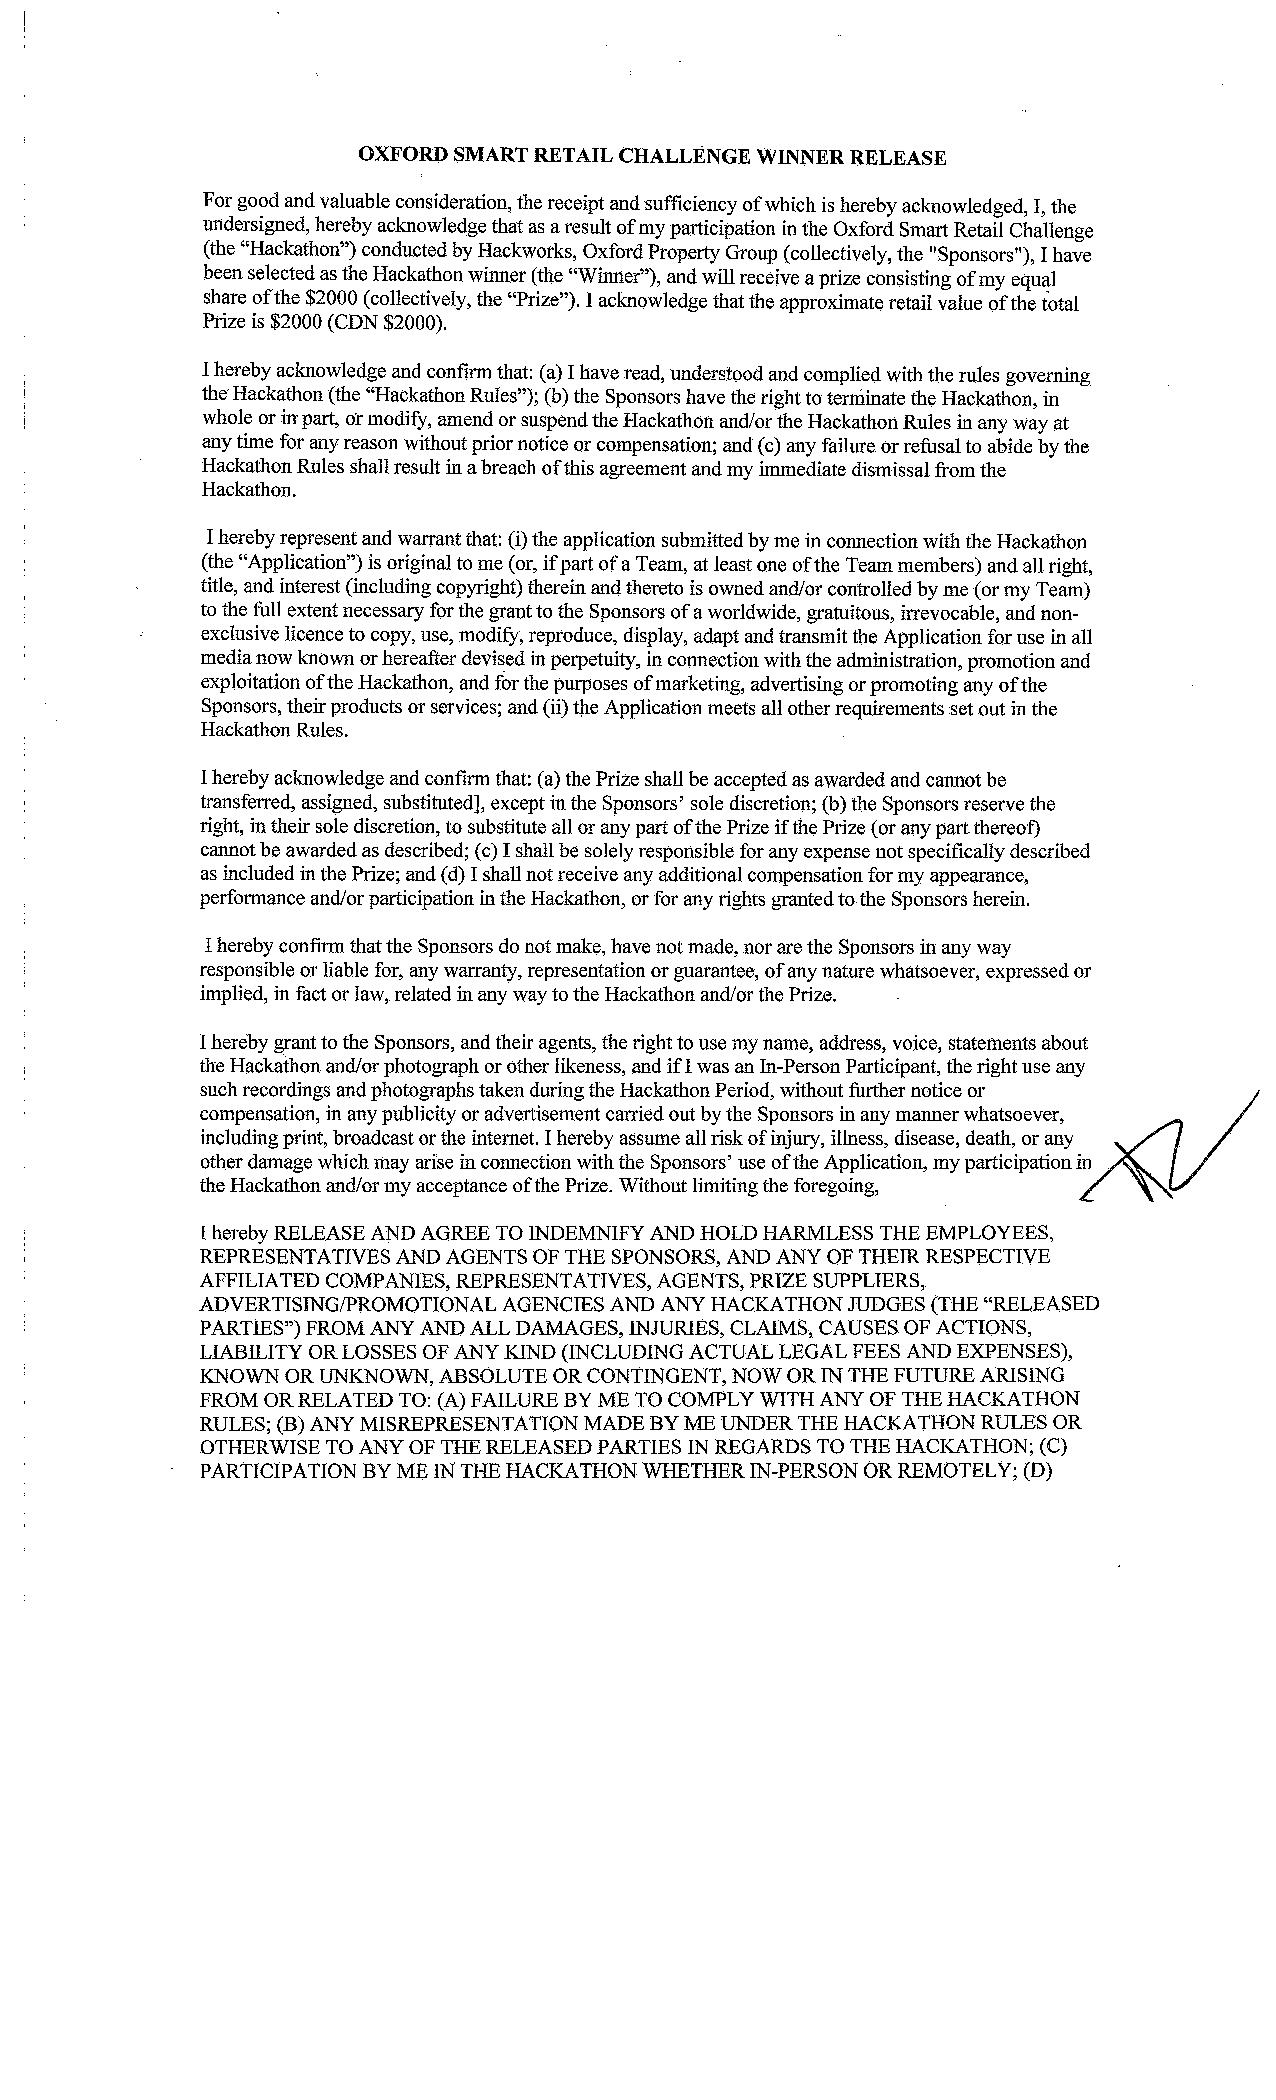 OXFORD SMART RETAIL CHALLENGE WINNER RELEASE
For good and valuable consideration, the receipt and sufficiency of which is hereby acknowledged, I, the
undersigned, hereby acknowledge that as a result of my participation in the Oxford Smart Retail Challenge
(the “Hackathon”) conducted by Hackworks, Oxford Property Group (collectively, the "Sponsors"), I have
been selected as the Hackathon winner (the “Winner”), and will receive a prize consisting of my equal
share of the $2000 (collectively, the “Prize”). I acknowledge that the approximate retail value of the total
Prize is $2000 (CDN $2000).
I hereby acknowledge and confirm that: (a) I have read, understood and complied with the rules governing
the Hackathon (the “Hackathon Rules”); (b) the Sponsors have the right to terminate the Hackathon, in
whole or in part, or modify, amend or suspend the Hackathon and/or the Hackathon Rules in any way at
any time for any reason without prior notice or compensation; and (c) any failure or refusal to abide by the
Hackathon Rules shall result in a breach of this agreement and my immediate dismissal from the
Hackathon.
I hereby represent and warrant that: (i) the application submitted by me in connection with the Hackathon
(the “Application”) is original to me (or, if part of a Team, at least one of the Team members) and all right,
title, and interest (including copyright) therein and thereto is owned and/or controlled by me (or my Team)
to the full extent necessary for the grant to the Sponsors of a worldwide, gratuitous, irrevocable, and non-
exclusive licence to copy, use, modify, reproduce, display, adapt and transmit the Application for use in all
media now known or hereafter devised in perpetuity, in connection with the administration, promotion and
exploitation of the Hackathon, and for the purposes of marketing, advertising or promoting any of the
Sponsors, their products or services; and (ii) the Application meets all other requirements set out in the
Hackathon Rules.
I hereby acknowledge and confirm that: (a) the Prize shall be accepted as awarded and cannot be
transferred, assigned, substituted], except in the Sponsors’ sole discretion; (b) the Sponsors reserve the
right, in their sole discretion, to substitute all or any part of the Prize if the Prize (or any part thereof)
cannot be awarded as described; (c) I shall be solely responsible for any expense not specifically described
as included in the Prize; and (d) I shall not receive any additional compensation for my appearance,
performance and/or participation in the Hackathon, or for any rights granted to the Sponsors herein.
I hereby confirm that the Sponsors do not make, have not made, nor are the Sponsors in any way
responsible or liable for, any warranty, representation or guarantee, of any nature whatsoever, expressed or
implied, in fact or law, related in any way to the Hackathon and/or the Prize.
I hereby grant to the Sponsors, and their agents, the right to use my name, address, voice, statements about
the Hackathon and/or photograph or other likeness, and if I was an In-Person Participant, the right use any
such recordings and photographs taken during the Hackathon Period, without further notice or
compensation, in any publicity or advertisement carried out by the Sponsors in any manner whatsoever,
including print, broadcast or the internet. I hereby assume all risk of injury, illness, disease, death, or any
other damage which may arise in connection with the Sponsors’ use of the Application, my participation in
the Hackathon and/or my acceptance of the Prize. Without limiting the foregoing,
I hereby RELEASE AND AGREE TO INDEMNIFY AND HOLD HARMLESS THE EMPLOYEES,
REPRESENTATIVES AND AGENTS OF THE SPONSORS, AND ANY OF THEIR RESPECTIVE
AFFILIATED COMPANIES, REPRESENTATIVES, AGENTS, PRIZE SUPPLIERS,
ADVERTISING/PROMOTIONAL AGENCIES AND ANY HACKATHON JUDGES (THE “RELEASED
PARTIES”) FROM ANY AND ALL DAMAGES, INJURIES, CLAIMS, CAUSES OF ACTIONS,
LIABILITY OR LOSSES OF ANY KIND (INCLUDING ACTUAL LEGAL FEES AND EXPENSES),
KNOWN OR UNKNOWN, ABSOLUTE OR CONTINGENT, NOW OR IN THE FUTURE ARISING
FROM OR RELATED TO: (A) FAILURE BY ME TO COMPLY WITH ANY OF THE HACKATHON
RULES; (B) ANY MISREPRESENTATION MADE BY ME UNDER THE HACKATHON RULES OR
OTHERWISE TO ANY OF THE RELEASED PARTIES IN REGARDS TO THE HACKATHON; (C)
PARTICIPATION BY ME IN THE HACKATHON WHETHER IN-PERSON OR REMOTELY; (D)